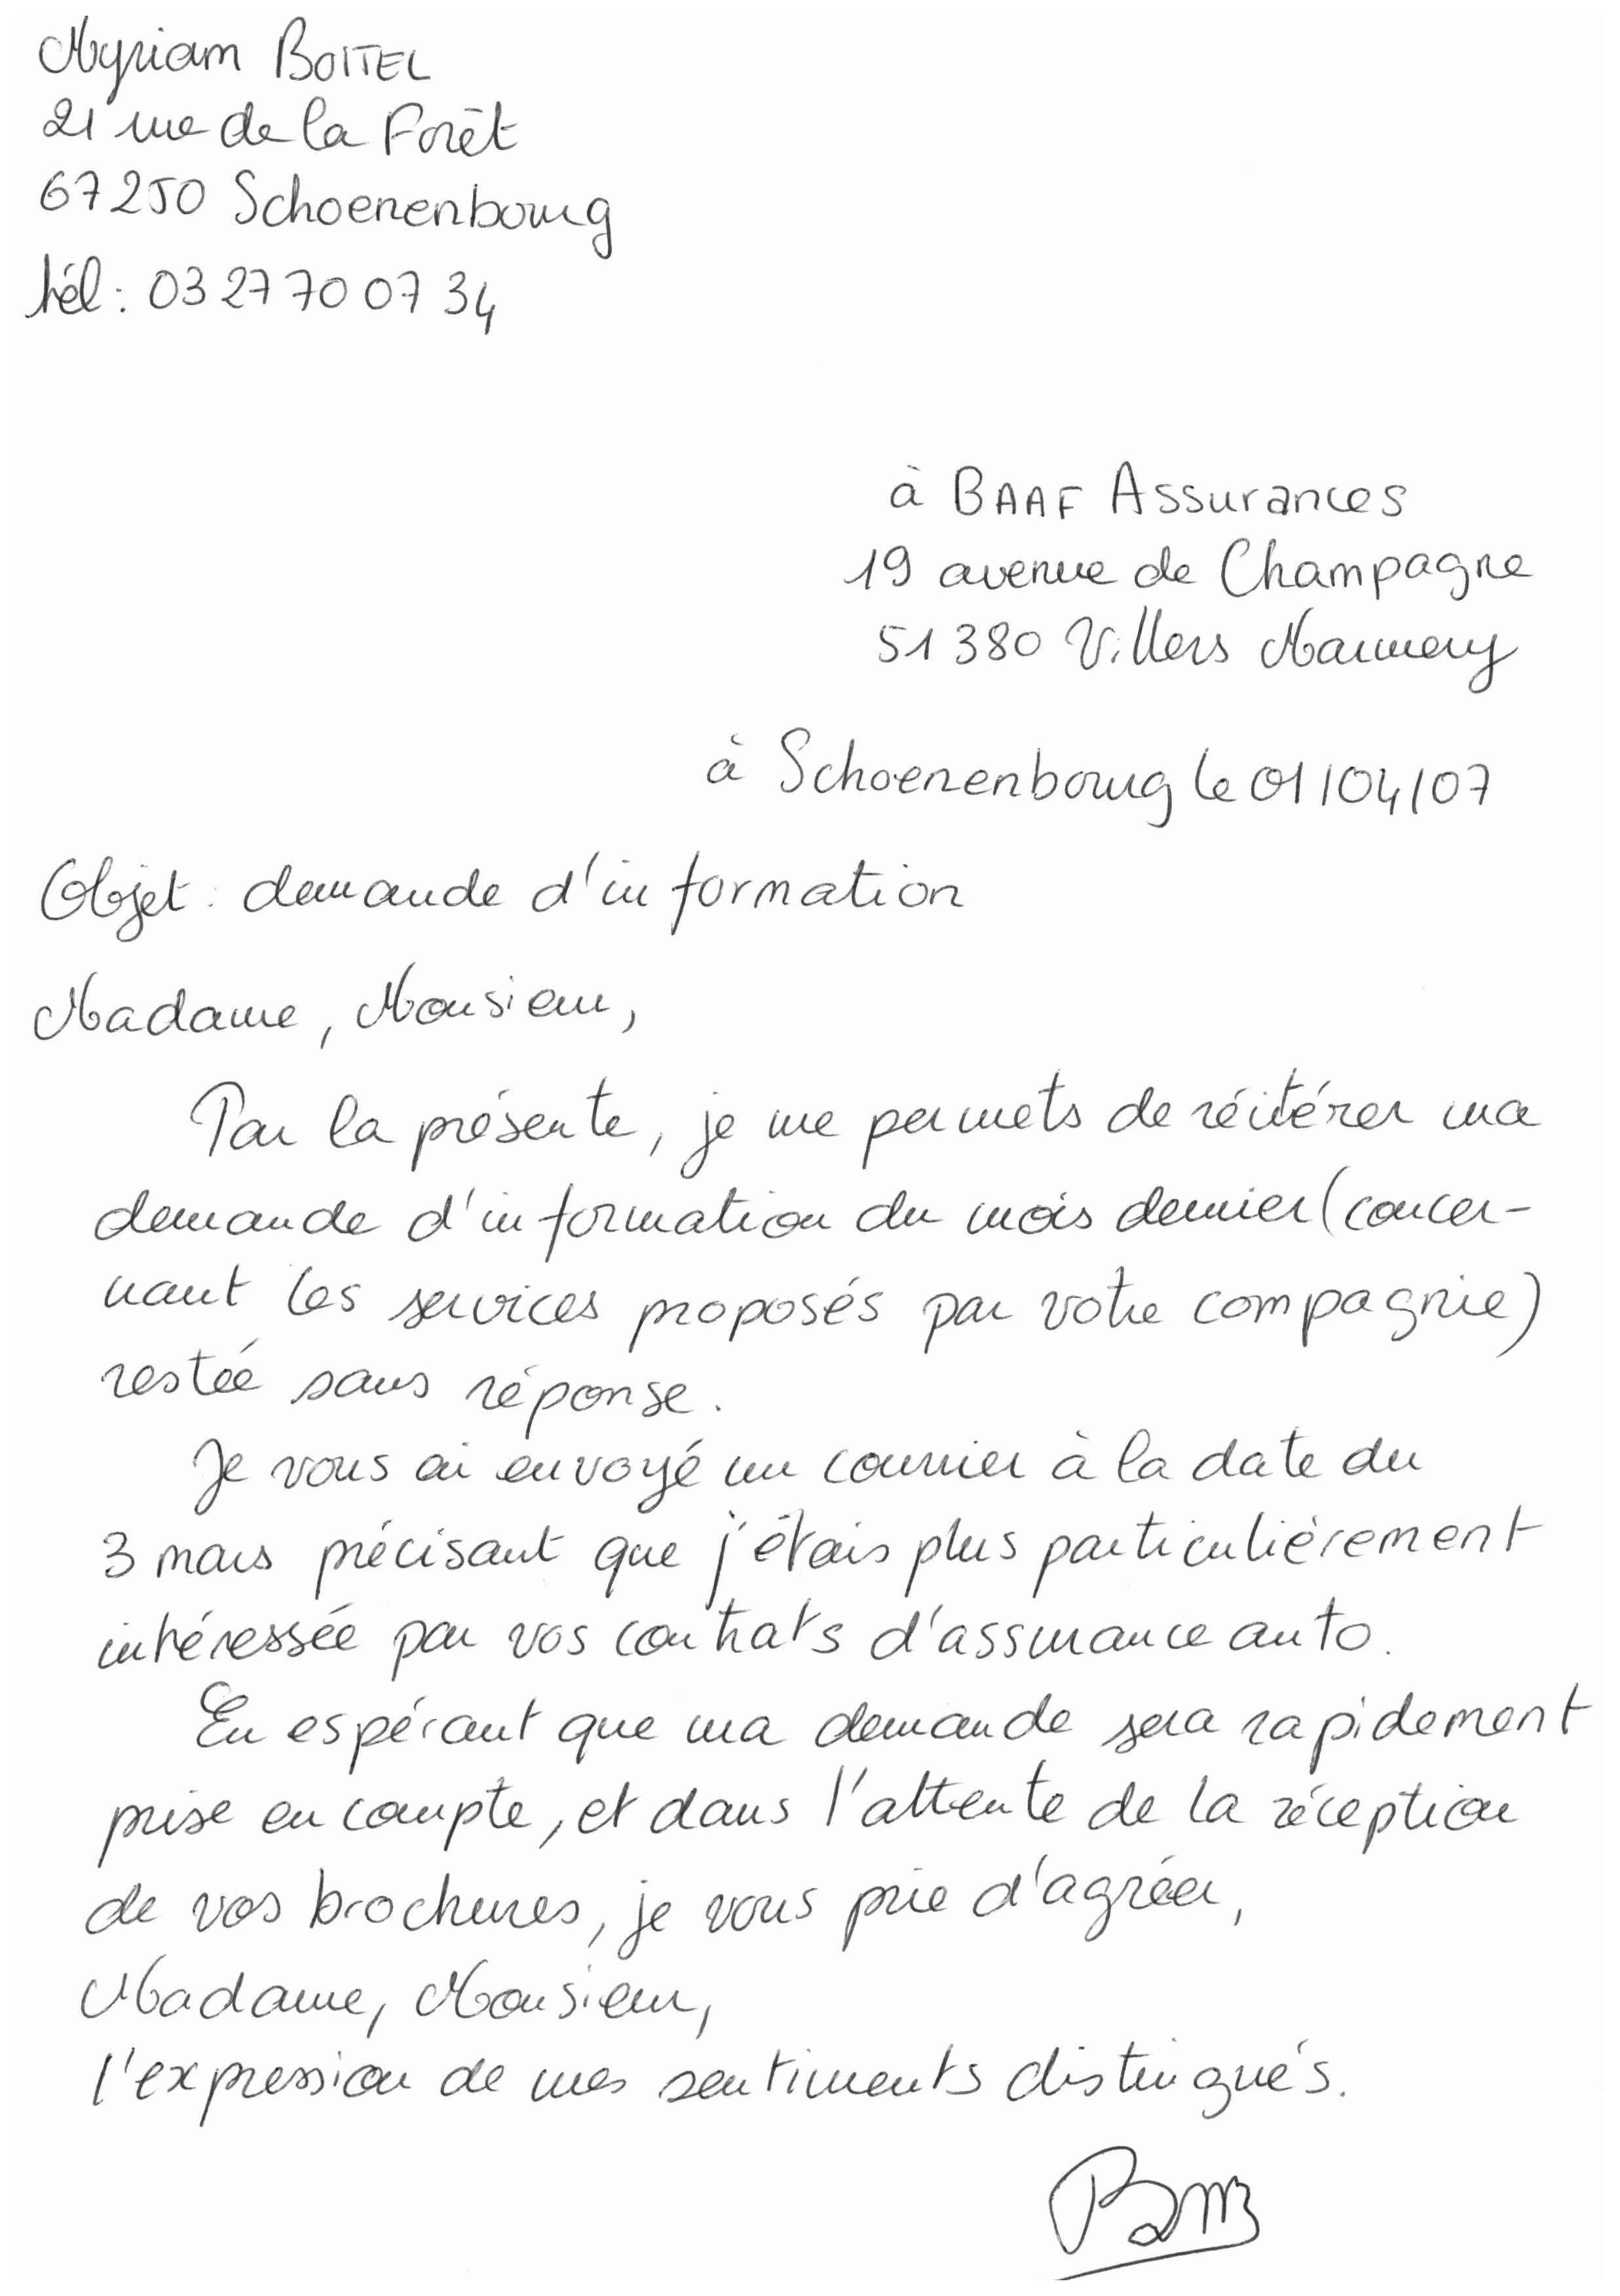 Myriam BOITEL
21 rue de la Forêt
67250 Schoenenbourg
tél : 03 27 70 07 34
à BAAF Assurances
19 avenue de Champagne
51 380 Villers Marmery
à Schoenenbourg le 01/04/07
Objet : demande d'information
Madame, Monsieur,
Par la présente, je me permets de réitérer ma
demande d'information du mois dernier (concer-
nant les services proposés par votre compagnie)
restée sans réponse.
Je vous ai envoyé un courrier à la date du
3 mars précisant que j'étais plus particulièrement
intéressée par vos contrats d'assurance auto.
En espérant que ma demande sera rapidement
prise en compte, et dans l'attente de la réception
de vos brochures, je vous prie d'agréer,
Madame, Monsieur,
l'expression de mes sentiments distingués.